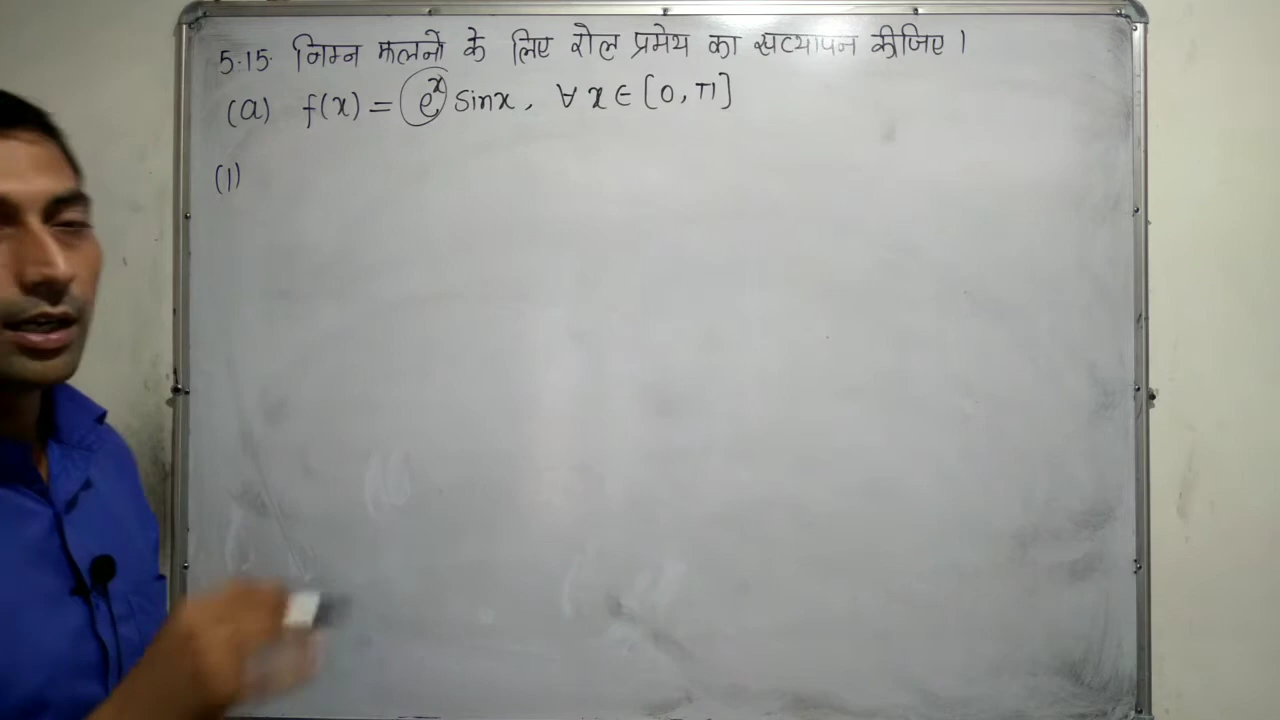 5.15. निम्न फलनों के लिए रोल प्रमेय का सत्यापन कीजिए ।
(a) f(x) = e^x sinx, ∀ x ∈ [0, π]
(1)